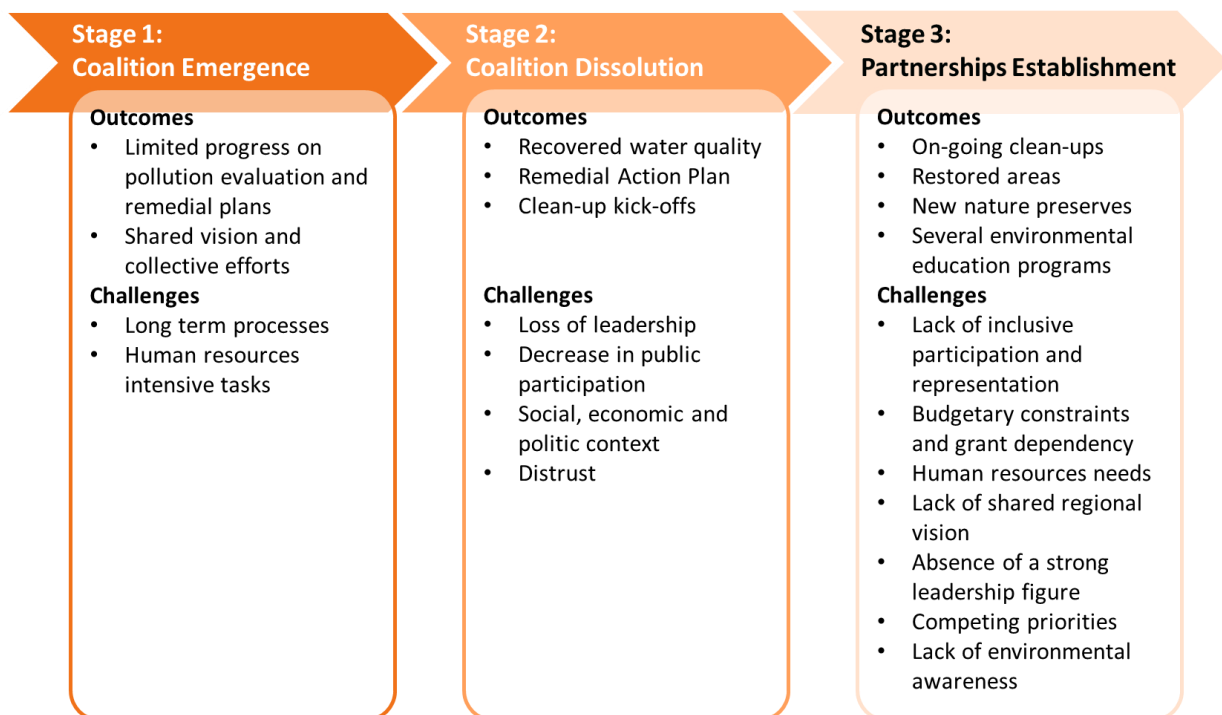 Stage 1:
Coalition Emergence
Outcomes
• Limited progress on
pollution evaluation and
remedial plans
• Shared vision and
collective efforts
Challenges
• Long term processes
• Human resources
intensive tasks
Stage 2:
Coalition Dissolution
Outcomes
• Recovered water quality
• Remedial Action Plan
• Clean-up kick-offs
Challenges
• Loss of leadership
• Decrease in public
participation
• Social, economic and
politic context
• Distrust
Stage 3:
Partnerships Establishment
Outcomes
• On-going clean-ups
• Restored areas
• New nature preserves
• Several environmental
education programs
Challenges
• Lack of inclusive
participation and
representation
• Budgetary constraints
and grant dependency
• Human resources needs
• Lack of shared regional
vision
• Absence of a strong
leadership figure
• Competing priorities
• Lack of environmental
awareness